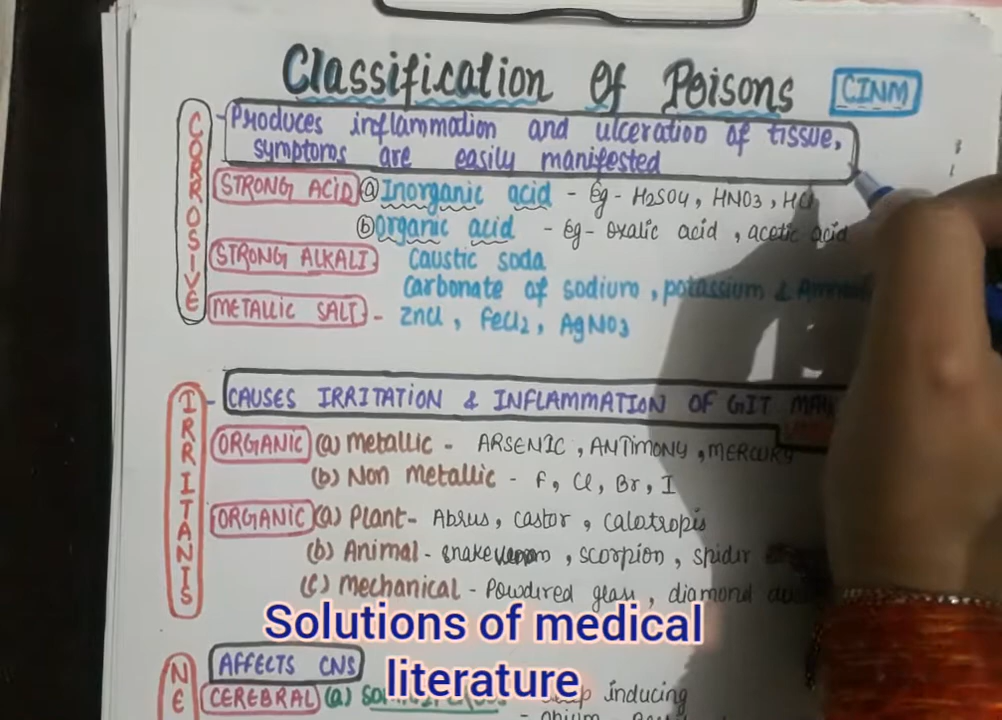 Classification Of Poisons CINM
CORROSIVE
Produces inflammation and ulceration of tissue,
symptoms are easily manifested
STRONG ACID (a) Inorganic acid - Eg - H2SO4, HNO3, HCl
(b) Organic acid - Eg - Oxalic acid, acetic acid
STRONG ALKALI Caustic soda
Carbonate of sodium, potassium &
METALLIC SALT - ZnCl, FeCl2, AgNO3
IRRITANIS
- CAUSES IRRITATION & INFLAMMATION OF GIT
ORGANIC (a) Metallic - ARSENIC, ANTIMONY, MERCURY
(b) Non Metallic - F, Cl, Br, I
ORGANIC (a) Plant - Abrus, Castor, Calotropis
(b) Animal - snake venom, scorpion, spider
(c) Mechanical - Powdired glass, diamond
Solutions of medical
literature
NE
AFFECTS CNS
CEREBRAL (a) inducing